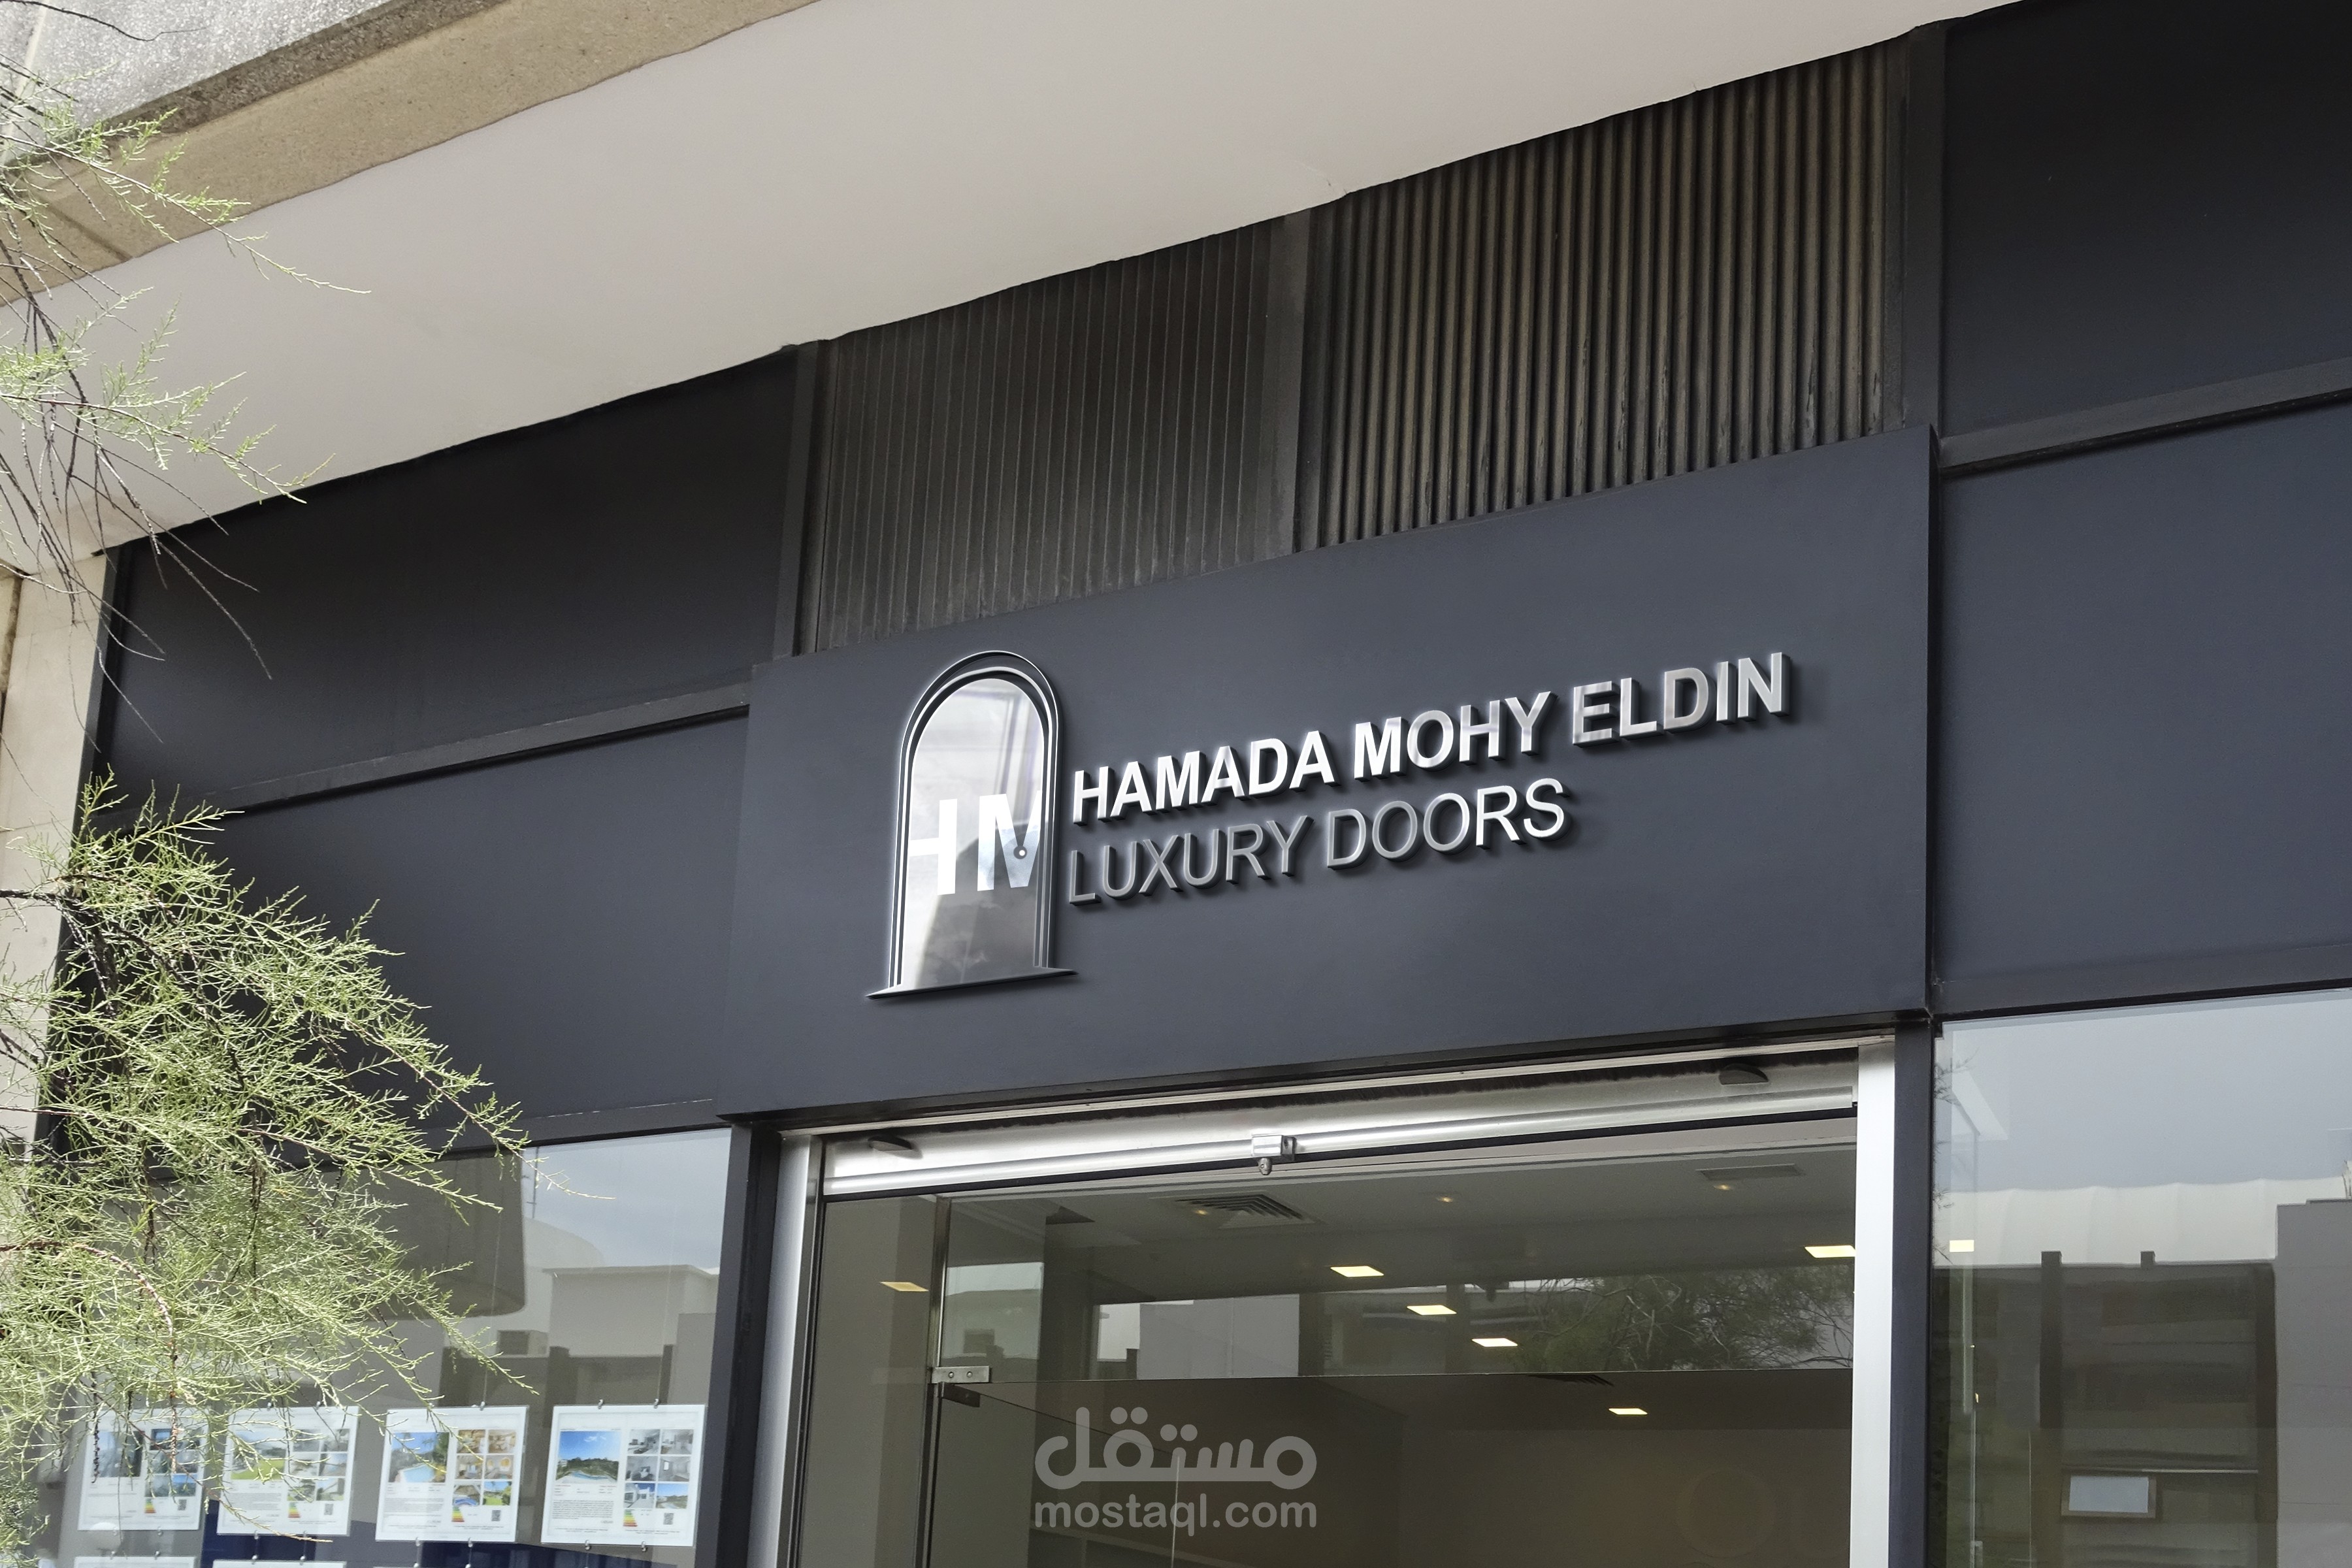 HM
HAMADA MOHY ELDIN
LUXURY DOORS
مستقل
mostaql.com